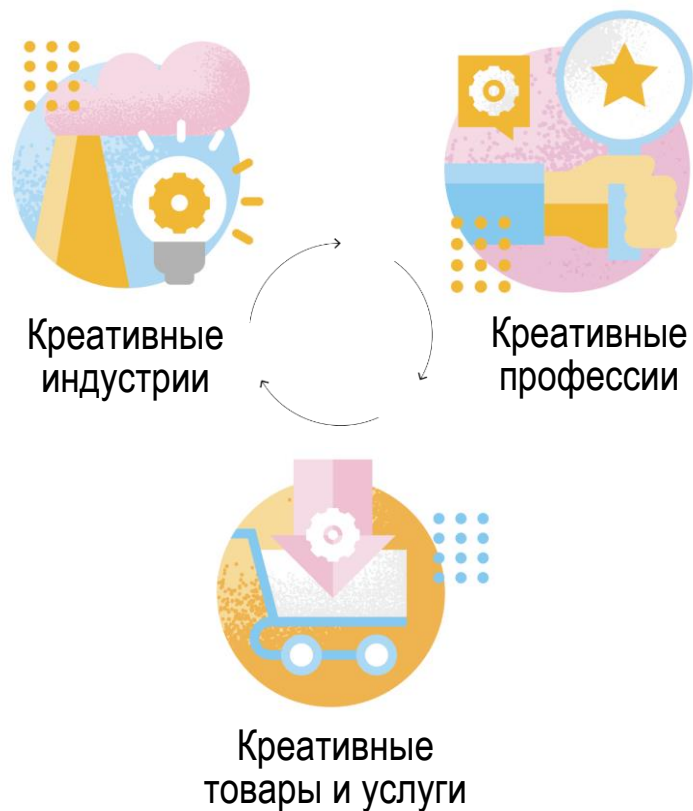 Креативные
индустрии
Креативные
профессии
Креативные
товары и услуги